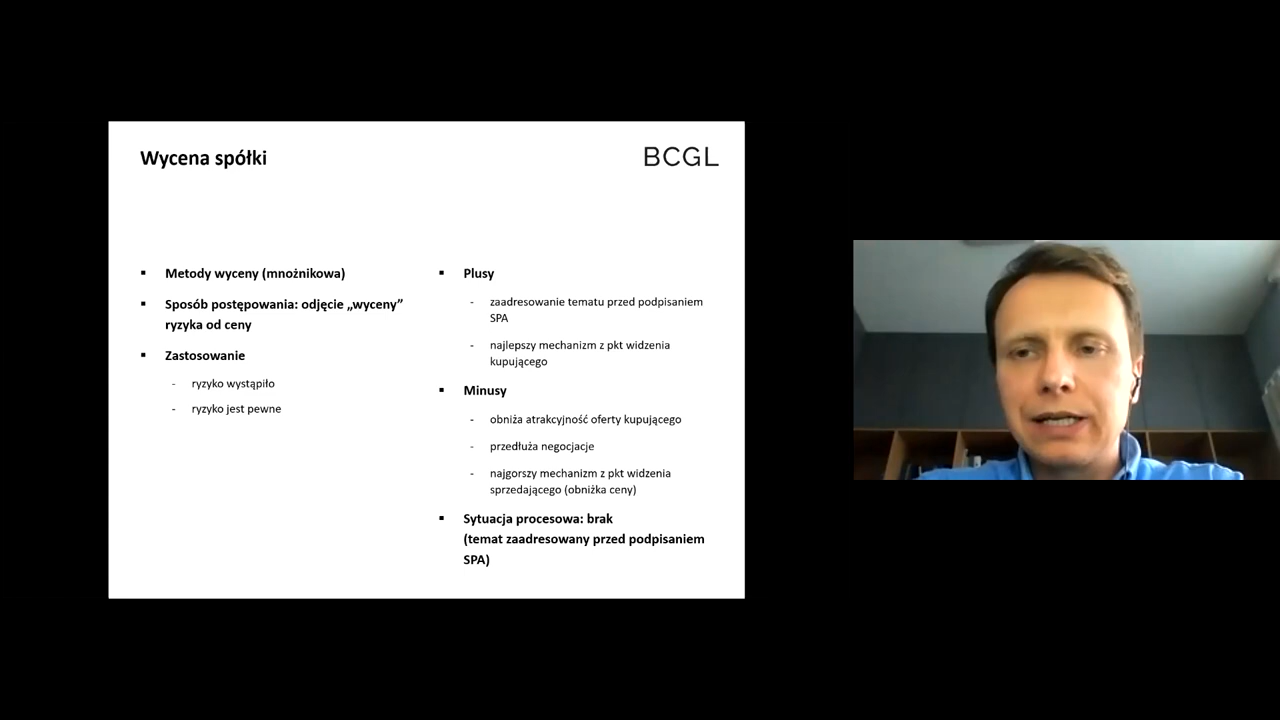 Wycena spółki
BCGL
▪ Metody wyceny (mnożnikowa)
▪ Sposób postępowania: odjęcie „wyceny”
ryzyka od ceny
▪ Zastosowanie
- ryzyko wystąpiło
- ryzyko jest pewne
▪ Plusy
- zaadresowanie tematu przed podpisaniem
SPA
- najlepszy mechanizm z pkt widzenia
kupującego
▪ Minusy
- obniża atrakcyjność oferty kupującego
- przedłuża negocjacje
- najgorszy mechanizm z pkt widzenia
sprzedającego (obniżka ceny)
▪ Sytuacja procesowa: brak
(temat zaadresowany przed podpisaniem
SPA)